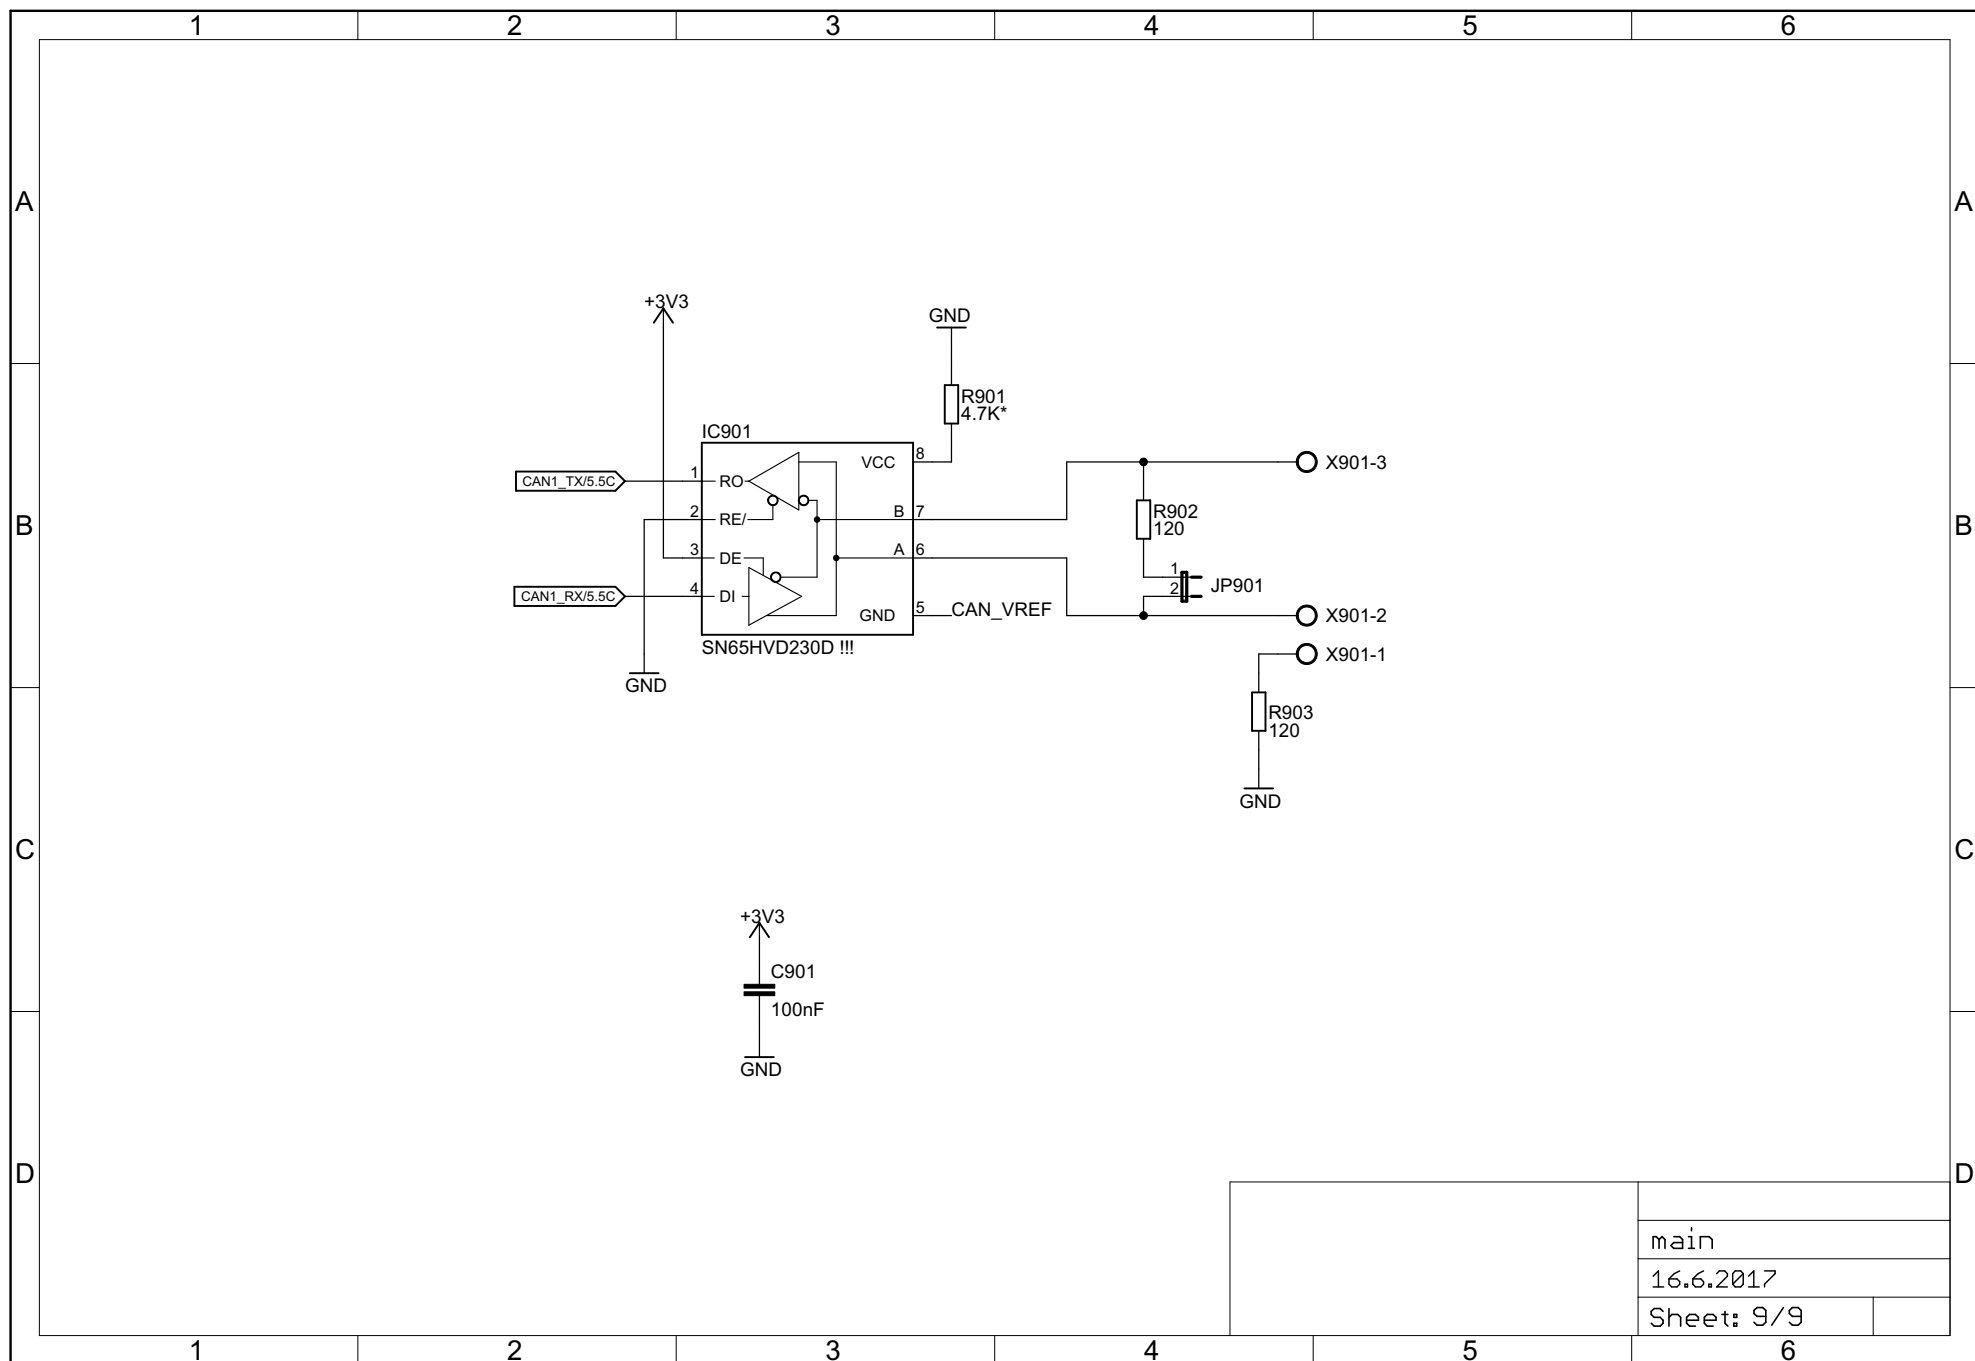 1 2 3 4 5 6
A A
+3V3
GND
R901
4.7K*
IC901
VCC 8
X901-3
CAN1_TX/5.5C 1 RO
B B
2 RE/ B 7
R902
120
3 DE A 6
1
2 JP901
CAN1_RX/5.5C 4 DI
GND 5 CAN_VREF
X901-2
SN65HVD230D !!!
X901-1
GND
R903
120
GND
C C
+3V3
C901
100nF
GND
D D
main
16.6.2017
Sheet: 9/9
1 2 3 4 5 6